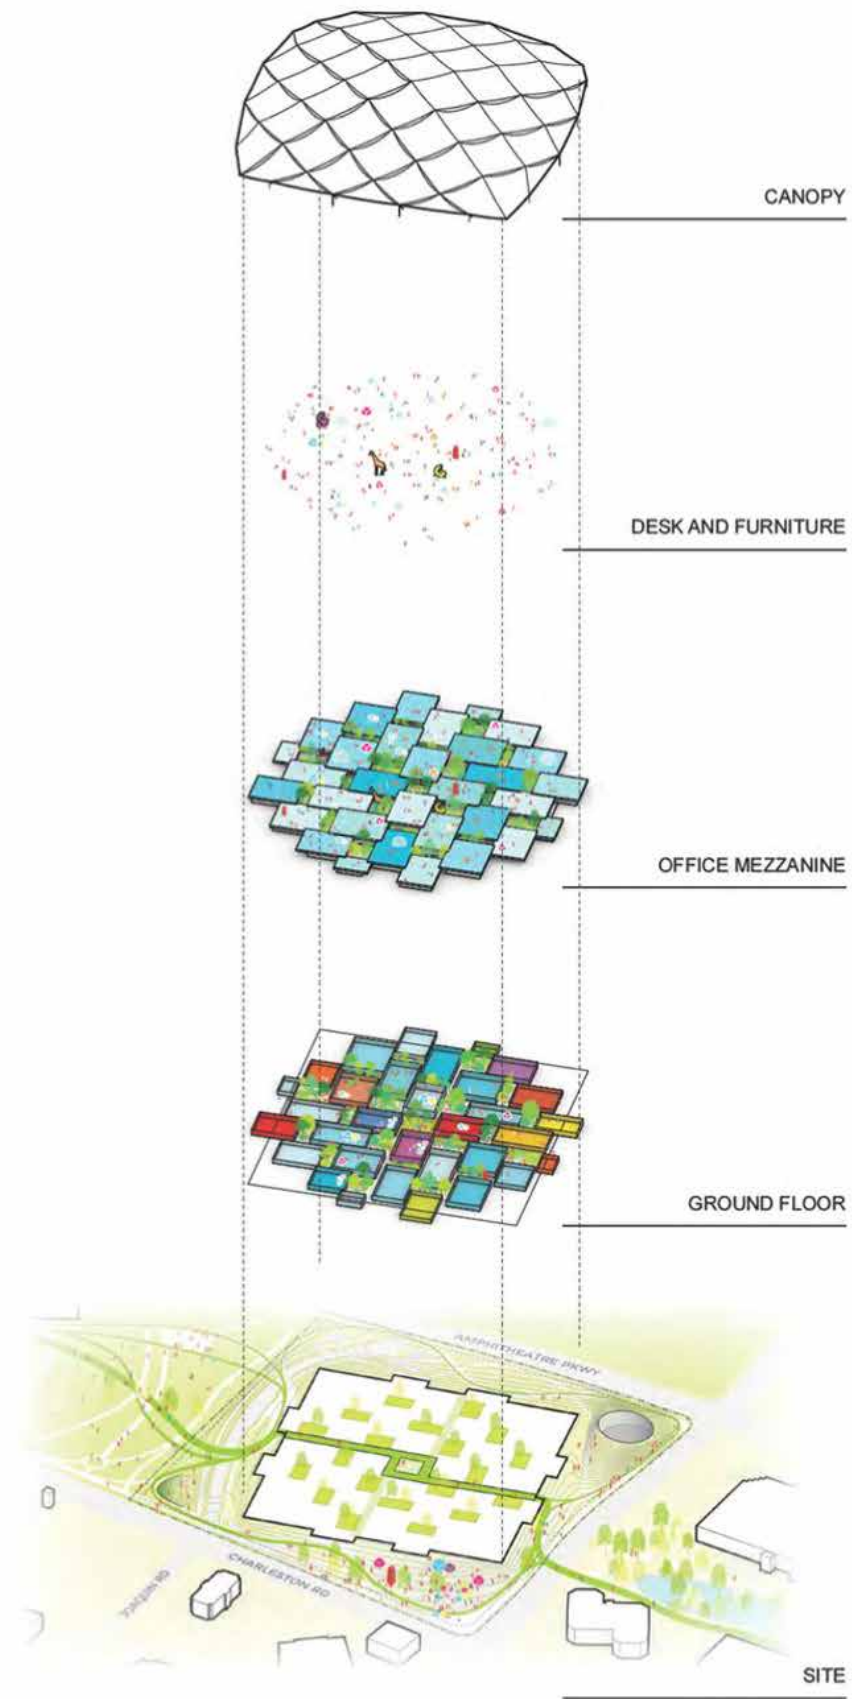 CANOPY
DESK AND FURNITURE
OFFICE MEZZANINE
GROUND FLOOR
AMPHITHEATRE PKWY
CHARLESTON RD
SITE